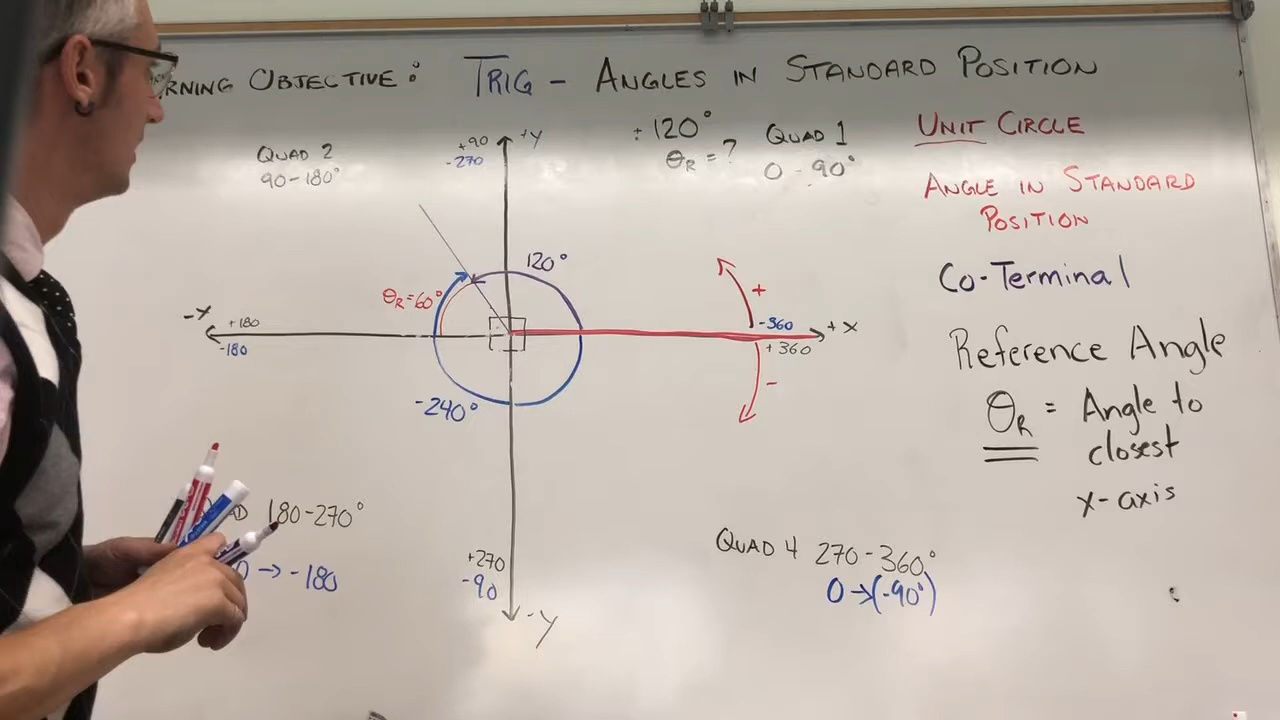 RNING OBJECTIVE: TRIG - ANGLES IN STANDARD POSITION
QUAD 2
90-180°
+90
-270
+Y
+120°
θR = ?
QUAD 1
0-90°
UNIT CIRCLE
ANGLE IN STANDARD
POSITION
Co-Terminal
Reference Angle
θR = Angle to
closest
x-axis
120°
θR=60°
-240°
-X
+180
-180
+
-360
+360
+X
-
180-270°
→ -180
+270
-90
-Y
QUAD 4 270-360°
0→(-90°)